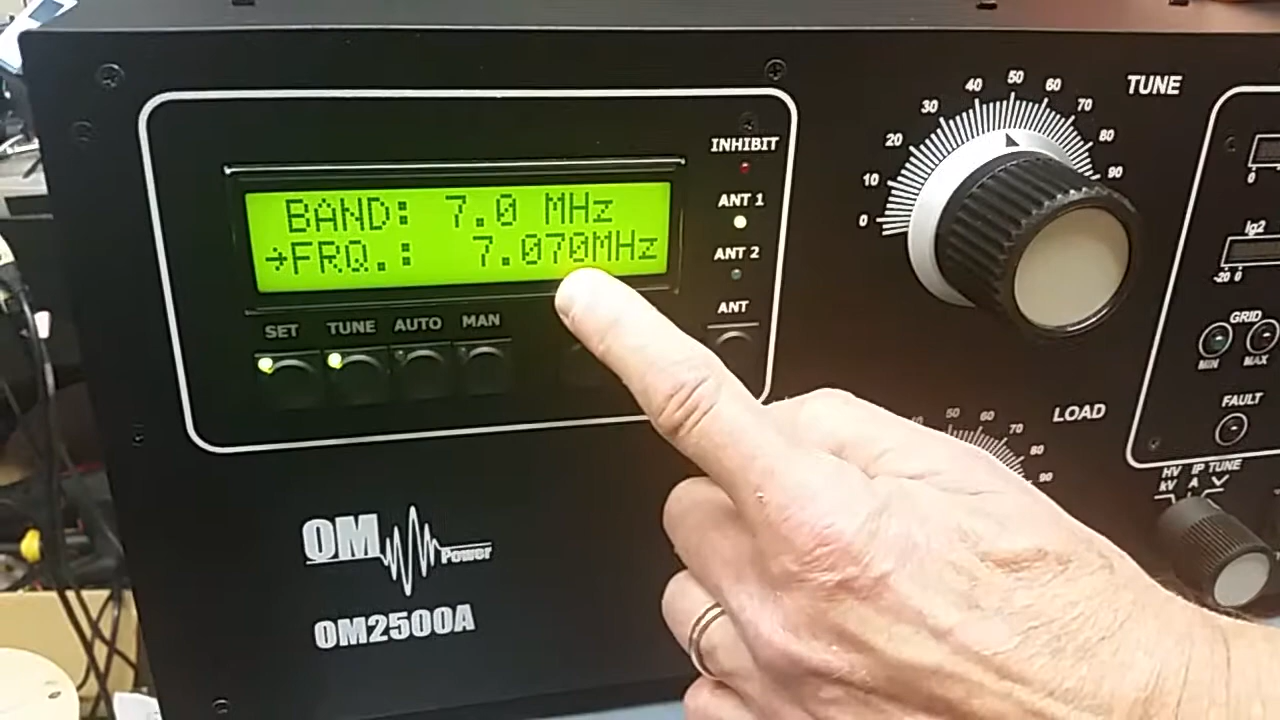 BAND: 7.0 MHz
→FRQ.: 7.070MHz
SET TUNE AUTO MAN
INHIBIT
ANT 1
ANT 2
ANT
OM Power
OM2500A
TUNE
0 10 20 30 40 50 60 70 80 90
LOAD
50 60 70 80 90
0
Ig2
-20 0
GRID
MIN MAX
FAULT
HV IP TUNE
kV A